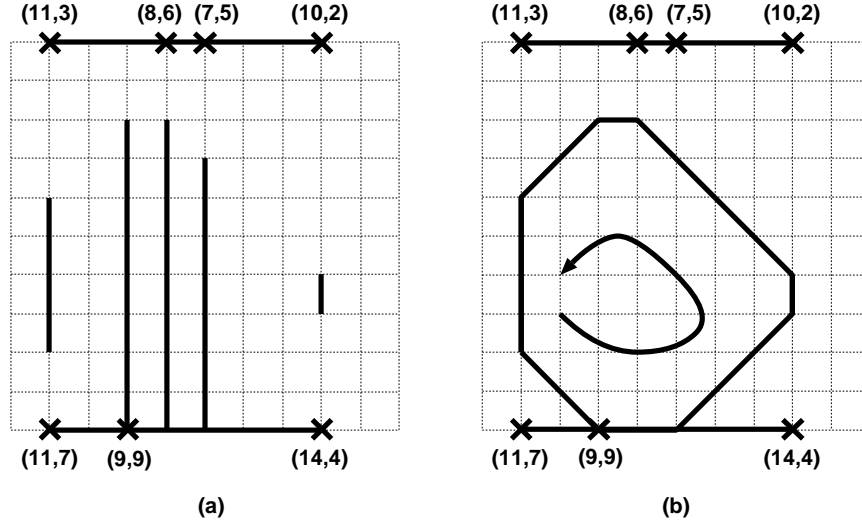 (11,3) (8,6) (7,5) (10,2) (11,3) (8,6) (7,5) (10,2)
(11,7) (9,9) (14,4) (11,7) (9,9) (14,4)
(a) (b)